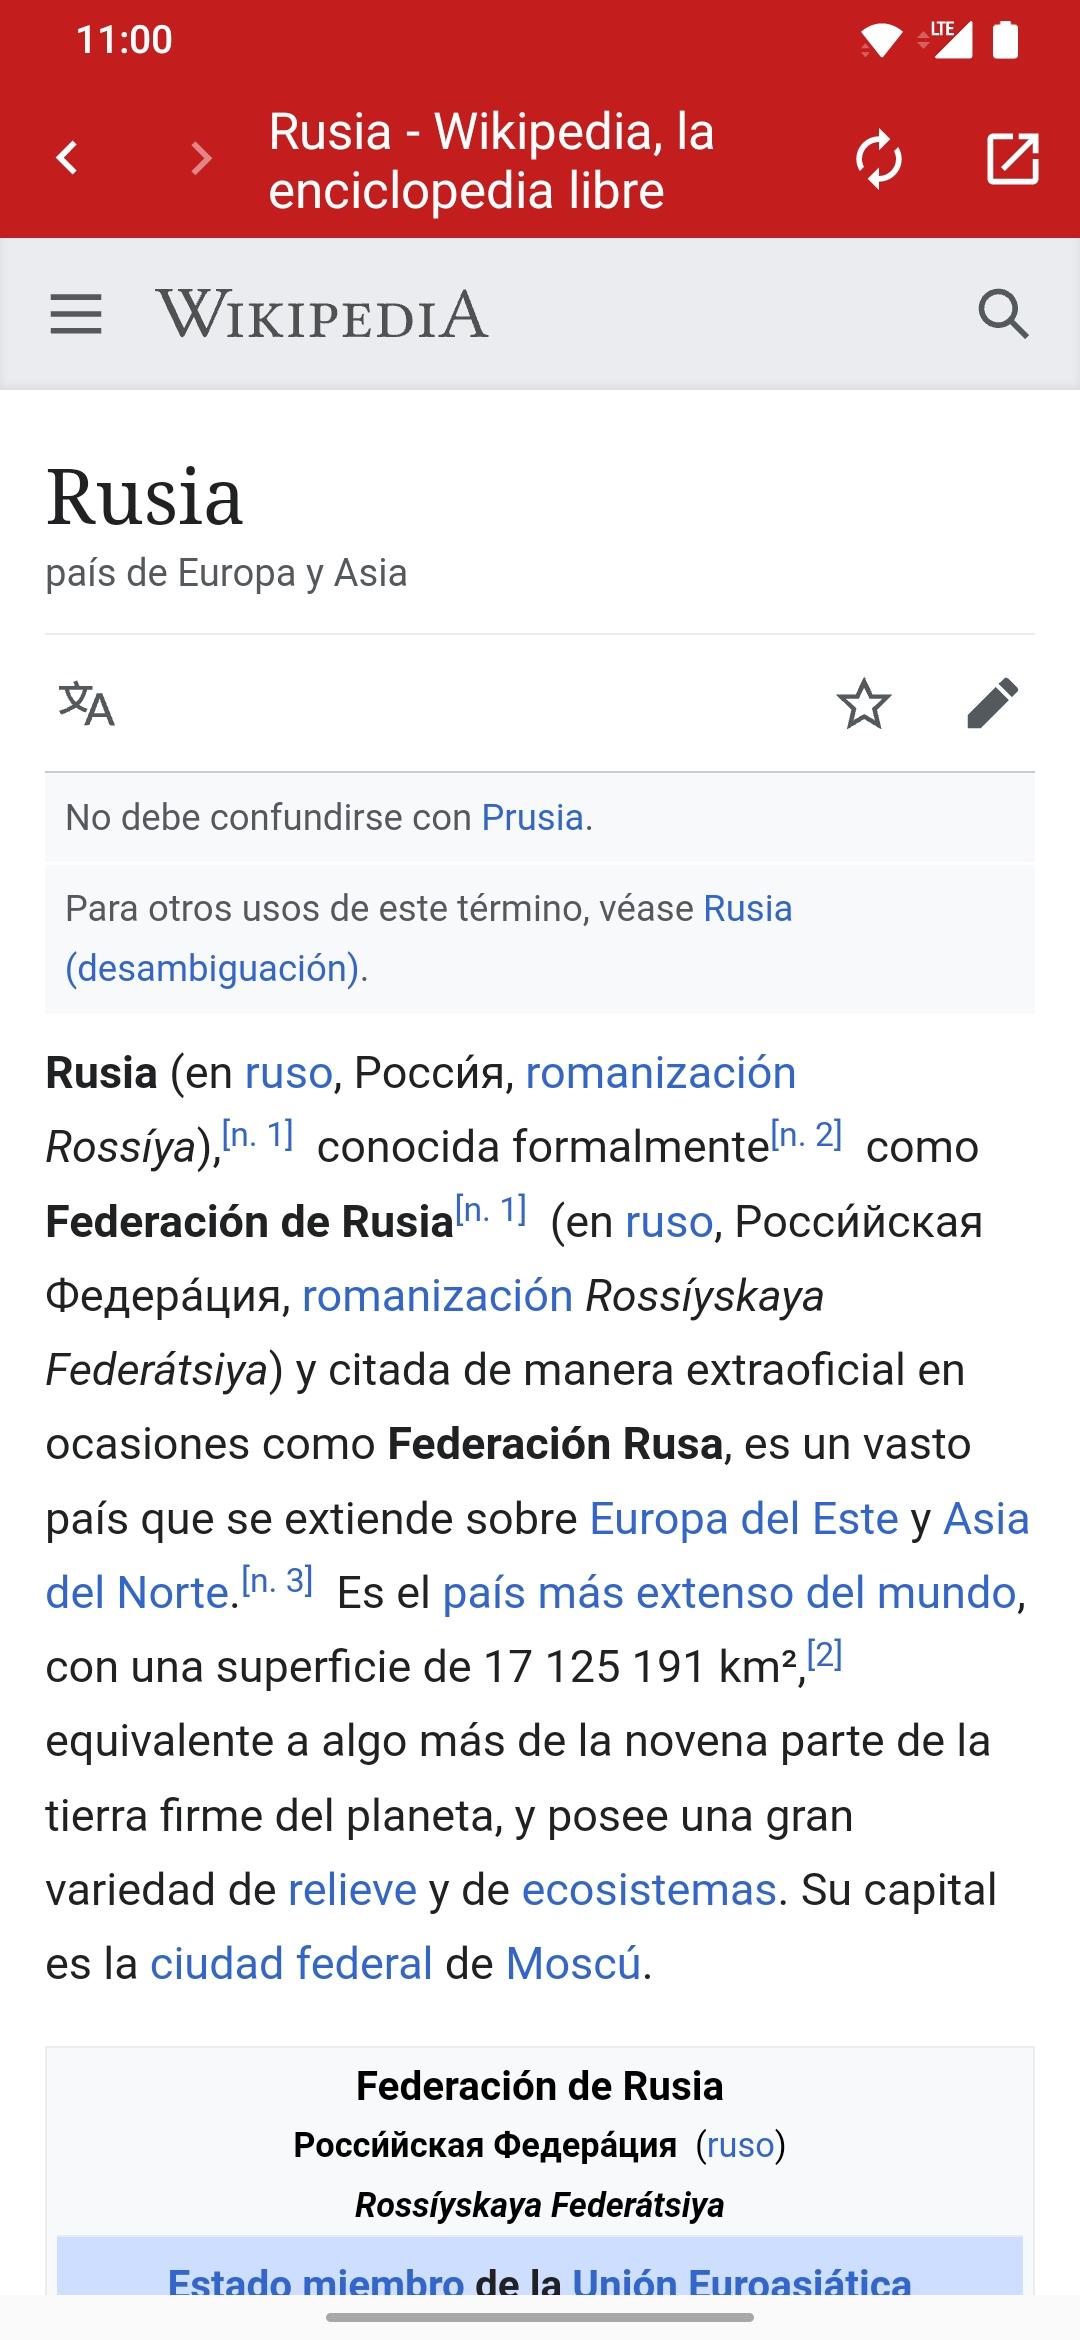 11:00
LTE
Rusia - Wikipedia, la
enciclopedia libre
WIKIPEDIA
Rusia
país de Europa y Asia
No debe confundirse con Prusia.
Para otros usos de este término, véase Rusia
(desambiguación).
Rusia (en ruso, Росси́я, romanización
Rossíya),[n. 1] conocida formalmente[n. 2] como
Federación de Rusia[n. 1] (en ruso, Росси́йская
Федера́ция, romanización Rossíyskaya
Federátsiya) y citada de manera extraoficial en
ocasiones como Federación Rusa, es un vasto
país que se extiende sobre Europa del Este y Asia
del Norte.[n. 3] Es el país más extenso del mundo,
con una superficie de 17 125 191 km²,[2]
equivalente a algo más de la novena parte de la
tierra firme del planeta, y posee una gran
variedad de relieve y de ecosistemas. Su capital
es la ciudad federal de Moscú.
Federación de Rusia
Росси́йская Федера́ция (ruso)
Rossíyskaya Federátsiya
Estado miembro de la Unión Euroasiática